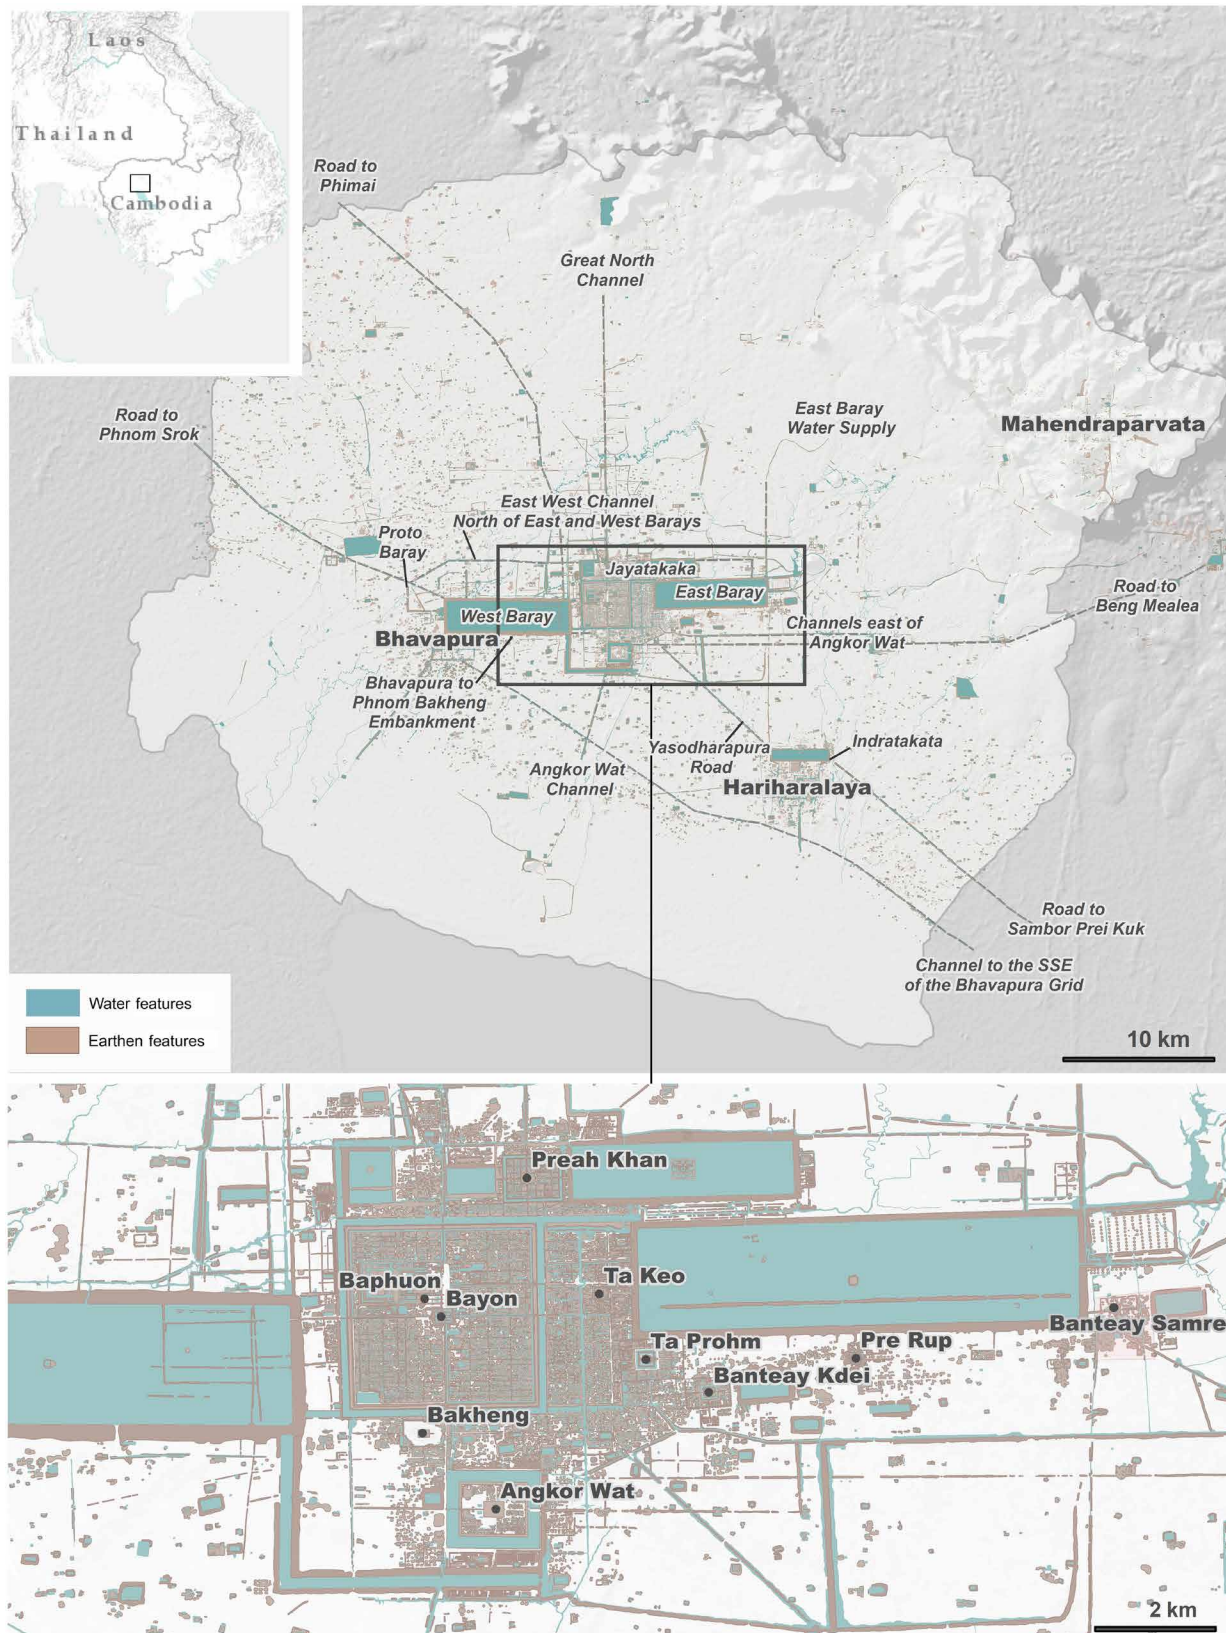 Laos
Thailand
Cambodia
Road to
Phimai
Great North
Channel
Road to
Phnom Srok
East Baray
Water Supply
Mahendraparvata
East West Channel
North of East and West Barays
Proto
Baray
Jayatakaka
East Baray
Road to
Beng Mealea
West Baray
Channels east of
Angkor Wat
Bhavapura
Bhavapura to
Phnom Bakheng
Embankment
Yasodharapura
Road
Indratakata
Angkor Wat
Channel
Hariharalaya
Road to
Sambor Prei Kuk
Channel to the SSE
of the Bhavapura Grid
Water features
Earthen features
10 km
Preah Khan
Baphuon
Ta Keo
Bayon
Banteay Samre
Ta Prohm
Pre Rup
Banteay Kdei
Bakheng
Angkor Wat
2 km